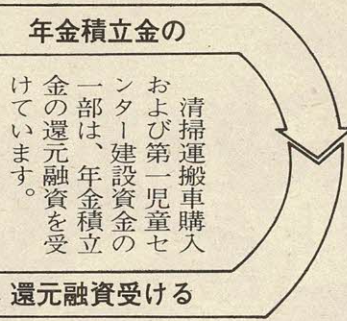 年金積立金の
清掃運搬車購入
および第一児童セ
ンター建設資金の
一部は、年金積立
金の還元融資を受
けています。
還元融資受ける